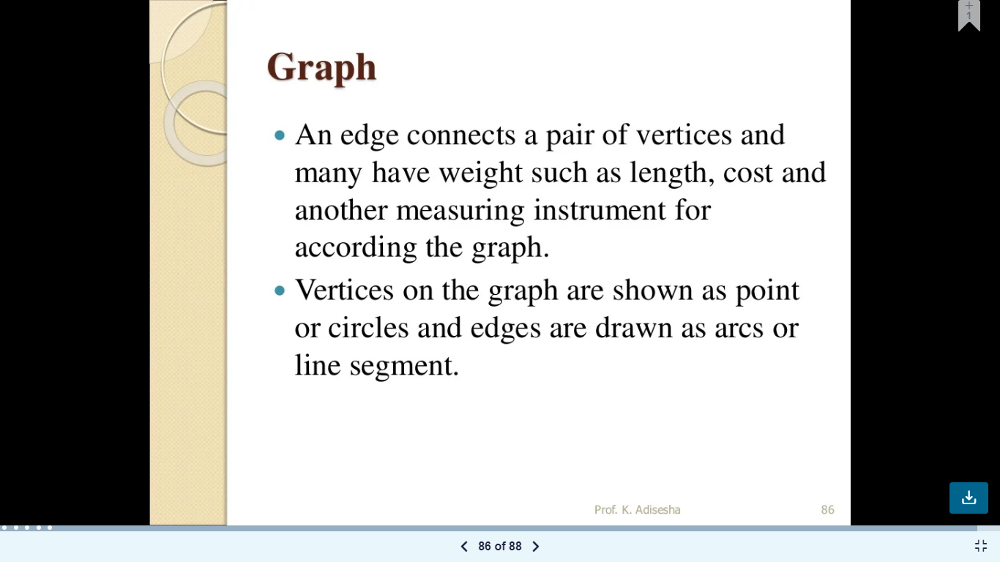 +
1
Graph
• An edge connects a pair of vertices and
many have weight such as length, cost and
another measuring instrument for
according the graph.
• Vertices on the graph are shown as point
or circles and edges are drawn as arcs or
line segment.
Prof. K. Adisesha 86
86 of 88